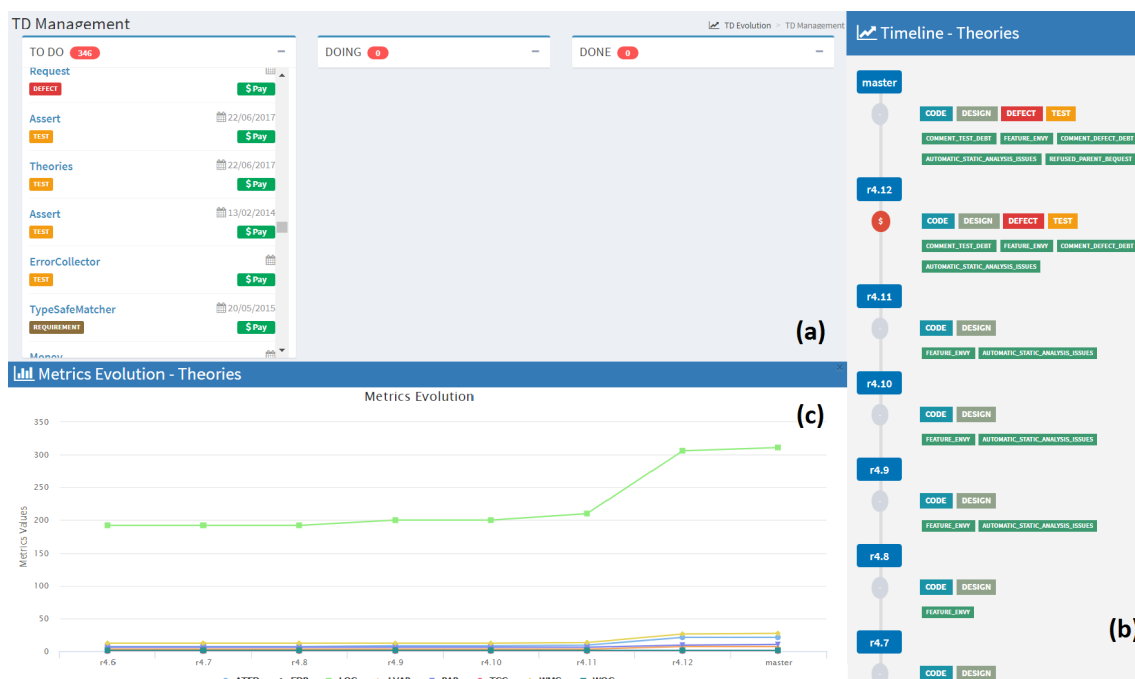 TD Management
TD Evolution > TD Management
TO DO 346
Request
DEFECT $ Pay
Assert 22/06/2017
TEST $ Pay
Theories 22/06/2017
TEST $ Pay
Assert 13/02/2014
TEST $ Pay
ErrorCollector
TEST $ Pay
TypeSafeMatcher 20/05/2015
REQUIREMENT $ Pay
Money
DOING 0
DONE 0
(a)
Metrics Evolution - Theories
Metrics Evolution
(c)
Metrics Values
350
300
250
200
150
100
50
0
r4.6 r4.7 r4.8 r4.9 r4.10 r4.11 r4.12 master
LOC
Timeline - Theories
master
CODE DESIGN DEFECT TEST
COMMENT_TEST_DEBT FEATURE_ENVY COMMENT_DEFECT_DEBT
AUTOMATIC_STATIC_ANALYSIS_ISSUES REFUSED_PARENT_BEQUEST
r4.12
$
CODE DESIGN DEFECT TEST
COMMENT_TEST_DEBT FEATURE_ENVY COMMENT_DEFECT_DEBT
AUTOMATIC_STATIC_ANALYSIS_ISSUES
r4.11
CODE DESIGN
FEATURE_ENVY AUTOMATIC_STATIC_ANALYSIS_ISSUES
r4.10
CODE DESIGN
FEATURE_ENVY AUTOMATIC_STATIC_ANALYSIS_ISSUES
r4.9
CODE DESIGN
FEATURE_ENVY AUTOMATIC_STATIC_ANALYSIS_ISSUES
r4.8
CODE DESIGN
FEATURE_ENVY
(b)
r4.7
CODE DESIGN